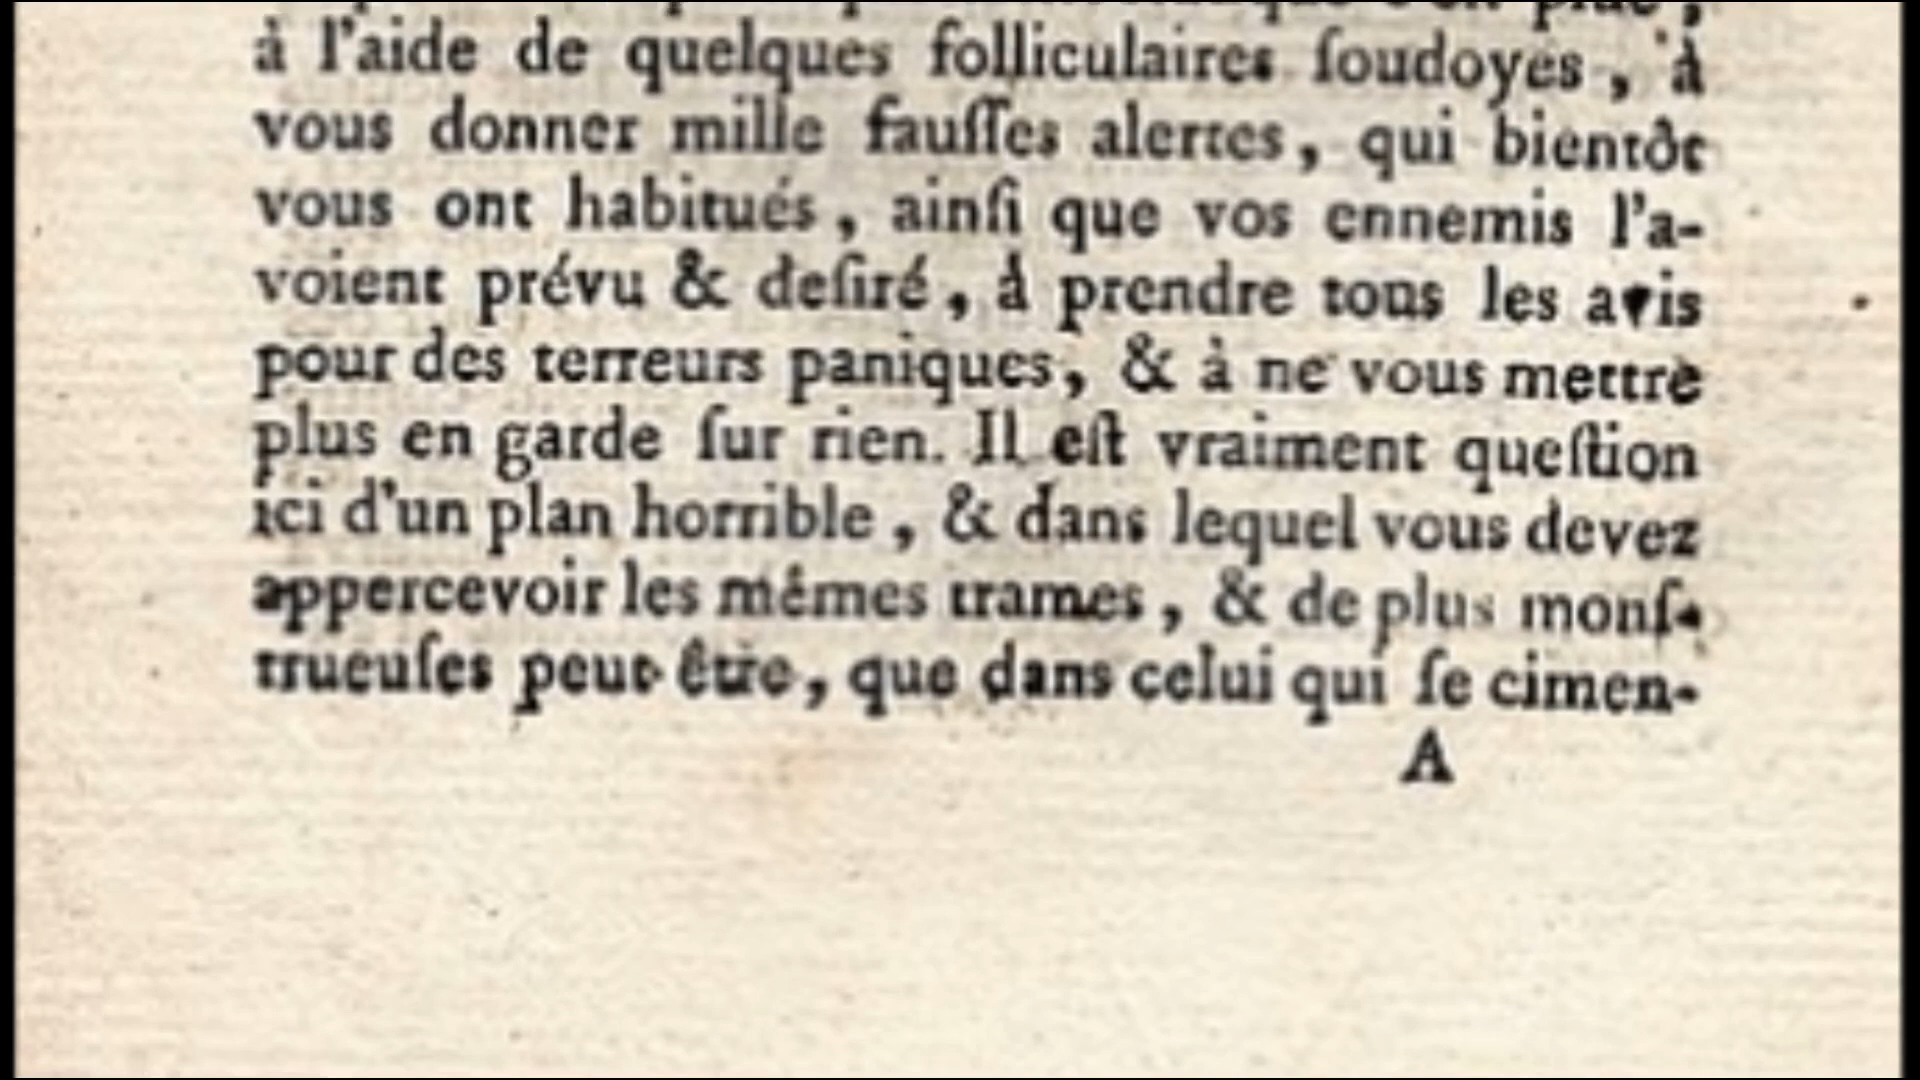 à l'aide de quelques folliculaires ſoudoyés, à
vous donner mille fauſſes alertes, qui bientôt
vous ont habitués, ainſi que vos ennemis l'a-
voient prévu & deſiré, à prendre tous les avis
pour des terreurs paniques, & à ne vous mettre
plus en garde ſur rien. Il eſt vraiment queſtion
ici d'un plan horrible, & dans lequel vous devez
appercevoir les mêmes trames, & de plus monſ-
trueuſes peut-être, que dans celui qui ſe cimen-
A